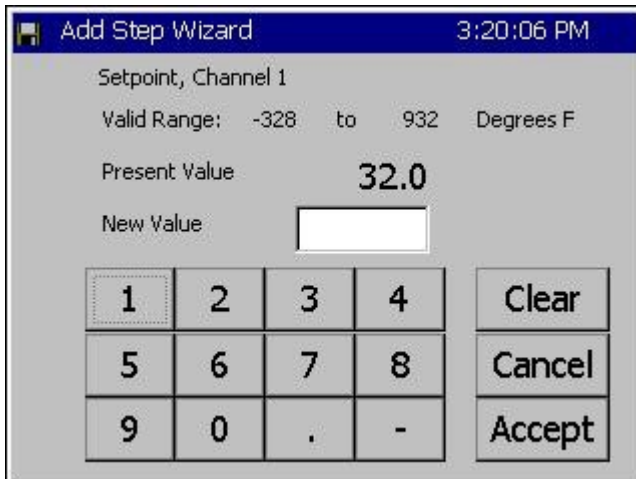 Add Step Wizard 3:20:06 PM
Setpoint, Channel 1
Valid Range: -328 to 932 Degrees F
Present Value 32.0
New Value
1 2 3 4 Clear
5 6 7 8 Cancel
9 0 . - Accept